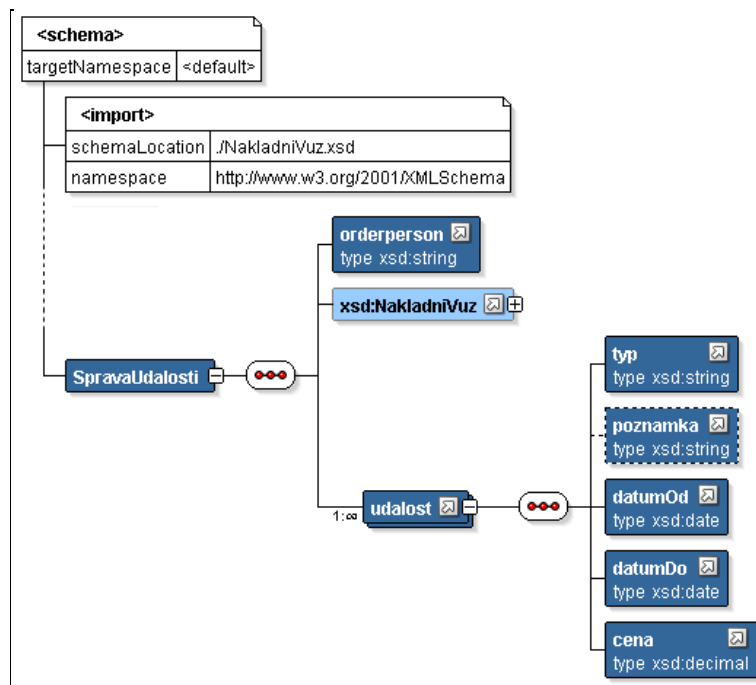 <schema>
targetNamespace <default>
<import>
schemaLocation ./NakladniVuz.xsd
namespace http://www.w3.org/2001/XMLSchema
orderperson
type xsd:string
xsd:NakladniVuz
SpravaUdalosti
1:∞
udalost
typ
type xsd:string
poznamka
type xsd:string
datumOd
type xsd:date
datumDo
type xsd:date
cena
type xsd:decimal